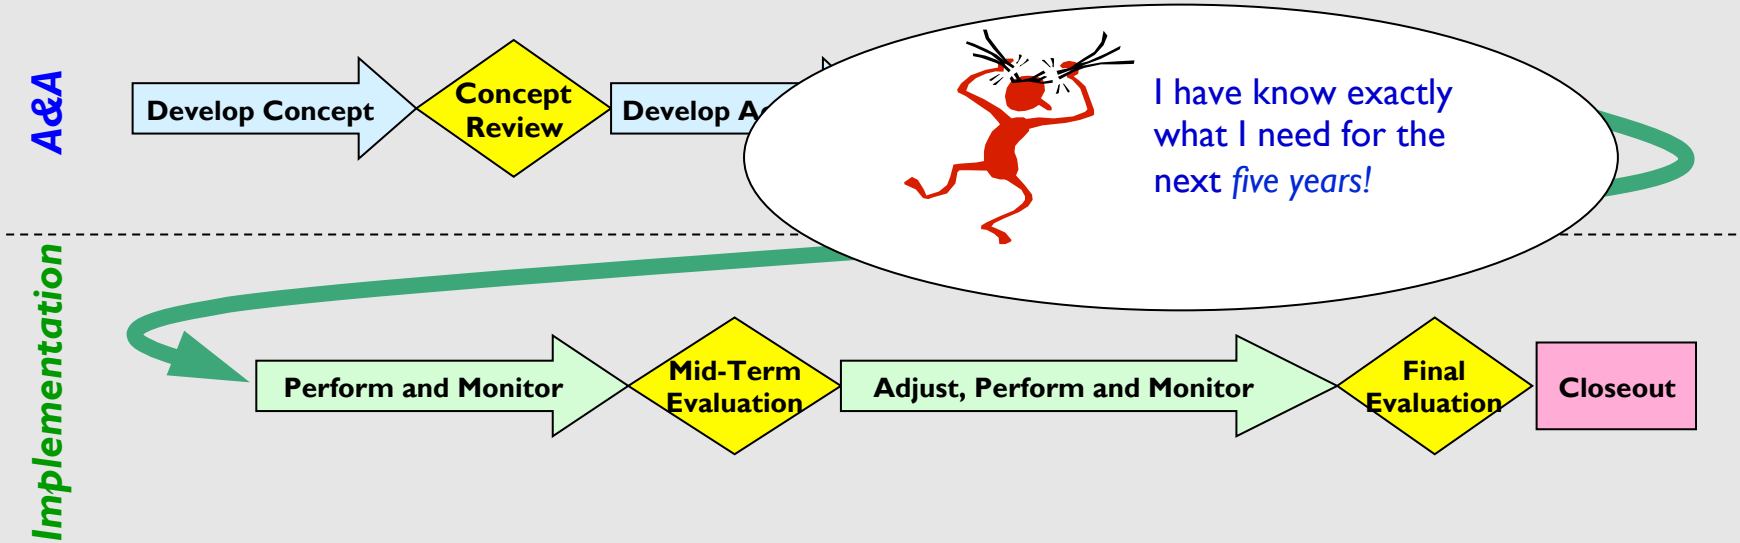 A&A
Develop Concept
Concept
Review
Develop
I have know exactly
what I need for the
next five years!
Implementation
Perform and Monitor
Mid-Term
Evaluation
Adjust, Perform and Monitor
Final
Evaluation
Closeout